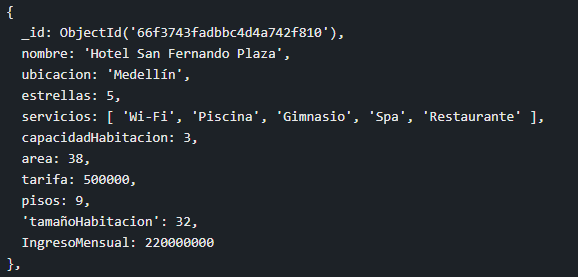 {
_id: ObjectId('66f3743fadbbc4d4a742f810'),
nombre: 'Hotel San Fernando Plaza',
ubicacion: 'Medellín',
estrellas: 5,
servicios: [ 'Wi-Fi', 'Piscina', 'Gimnasio', 'Spa', 'Restaurante' ],
capacidadHabitacion: 3,
area: 38,
tarifa: 500000,
pisos: 9,
'tamañoHabitacion': 32,
IngresoMensual: 220000000
},